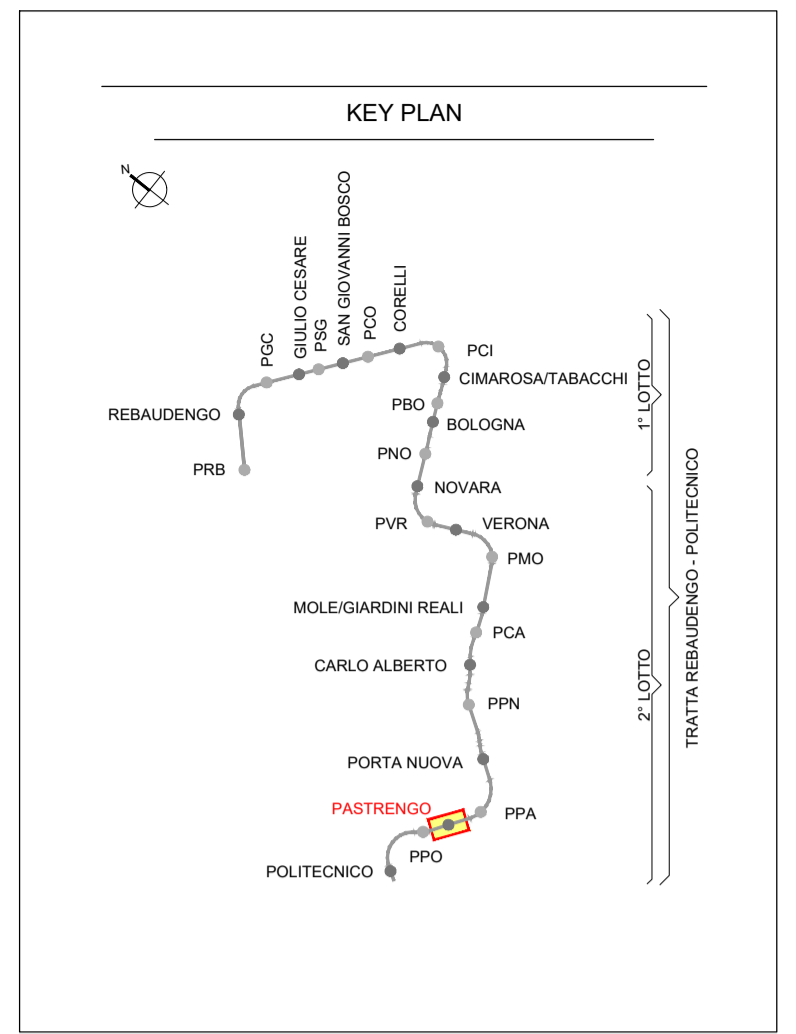 KEY PLAN
N
PGC
GIULIO CESARE
PSG
SAN GIOVANNI BOSCO
PCO
CORELLI
PCI
CIMAROSA/TABACCHI
REBAUDENGO
PBO
BOLOGNA
PRB
PNO
NOVARA
PVR
VERONA
PMO
MOLE/GIARDINI REALI
PCA
CARLO ALBERTO
PPN
PORTA NUOVA
PASTRENGO
PPA
PPO
POLITECNICO
1° LOTTO
2° LOTTO
TRATTA REBAUDENGO - POLITECNICO